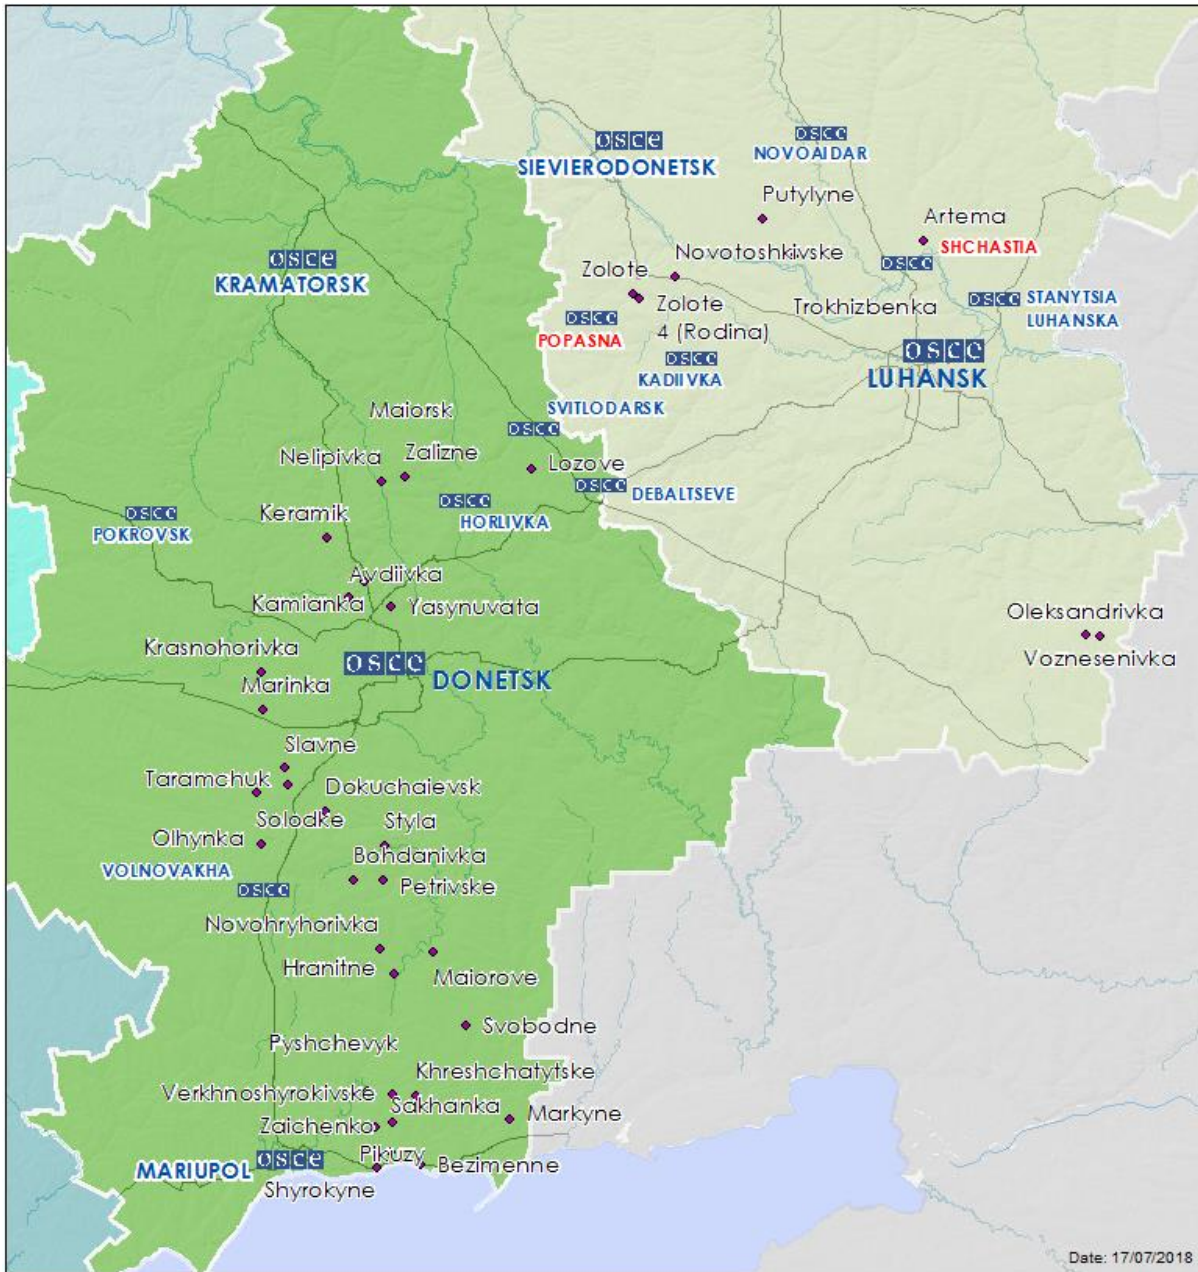 osce
SIEVIERODONETSK
osce
NOVOAIDAR
Putylyne
Artema
SHCHASTIA
osce
osce
KRAMATORSK
Novotoshkivske
Zolote
Zolote
4 (Rodina)
Trokhizbenka
osce
STANYTSIA
LUHANSKA
osce
POPASNA
osce
KADIIVKA
osce
LUHANSK
Maiorsk
SVITLODARSK
osce
Nelipivka
Zalizne
Lozove
osce
DEBALTSEVE
osce
HORLIVKA
osce
POKROVSK
Keramik
Avdiivka
Kamianka
Yasynuvata
Oleksandrivka
Voznesenivka
Krasnohorivka
Marinka
osce
DONETSK
Slavne
Taramchuk
Dokuchaievsk
Solodke
Styla
Olhynka
Bohdanivka
VOLNOVAKHA
osce
Petrivske
Novohryhorivka
Hranitne
Maiorove
Svobodne
Pyshchevyk
Khreshchatytske
Verkhnoshyrokivske
Sakhanka
Markyne
Zaichenko
Pikuzy
MARIUPOL
osce
Bezimenne
Shyrokyne
Date: 17/07/2018